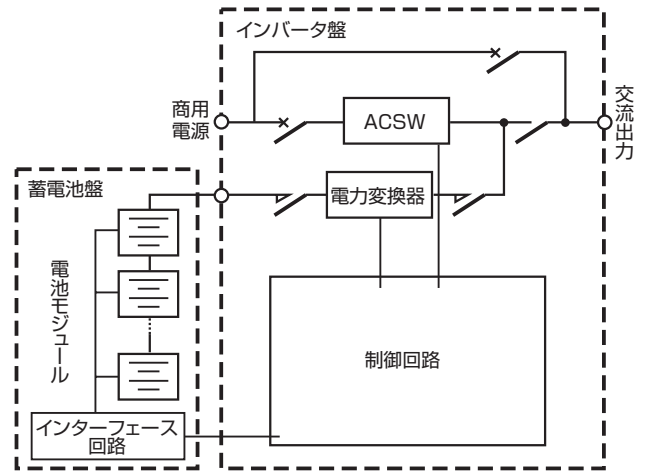 インバータ盤
商用
電源
ACSW
交流出力
蓄電池盤
電力変換器
電池モジュール
制御回路
インターフェース
回路